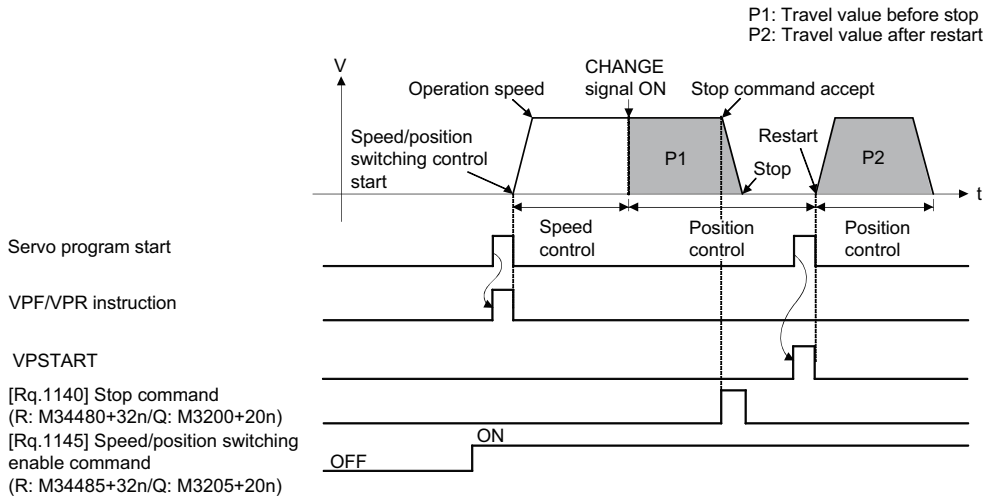 P1: Travel value before stop
P2: Travel value after restart
V
CHANGE
signal ON
Operation speed
Stop command accept
Speed/position
switching control
start
Restart
P1
Stop
P2
t
Speed
control
Position
control
Position
control
Servo program start
VPF/VPR instruction
VPSTART
[Rq.1140] Stop command
(R: M34480+32n/Q: M3200+20n)
[Rq.1145] Speed/position switching
enable command
(R: M34485+32n/Q: M3205+20n)
OFF
ON